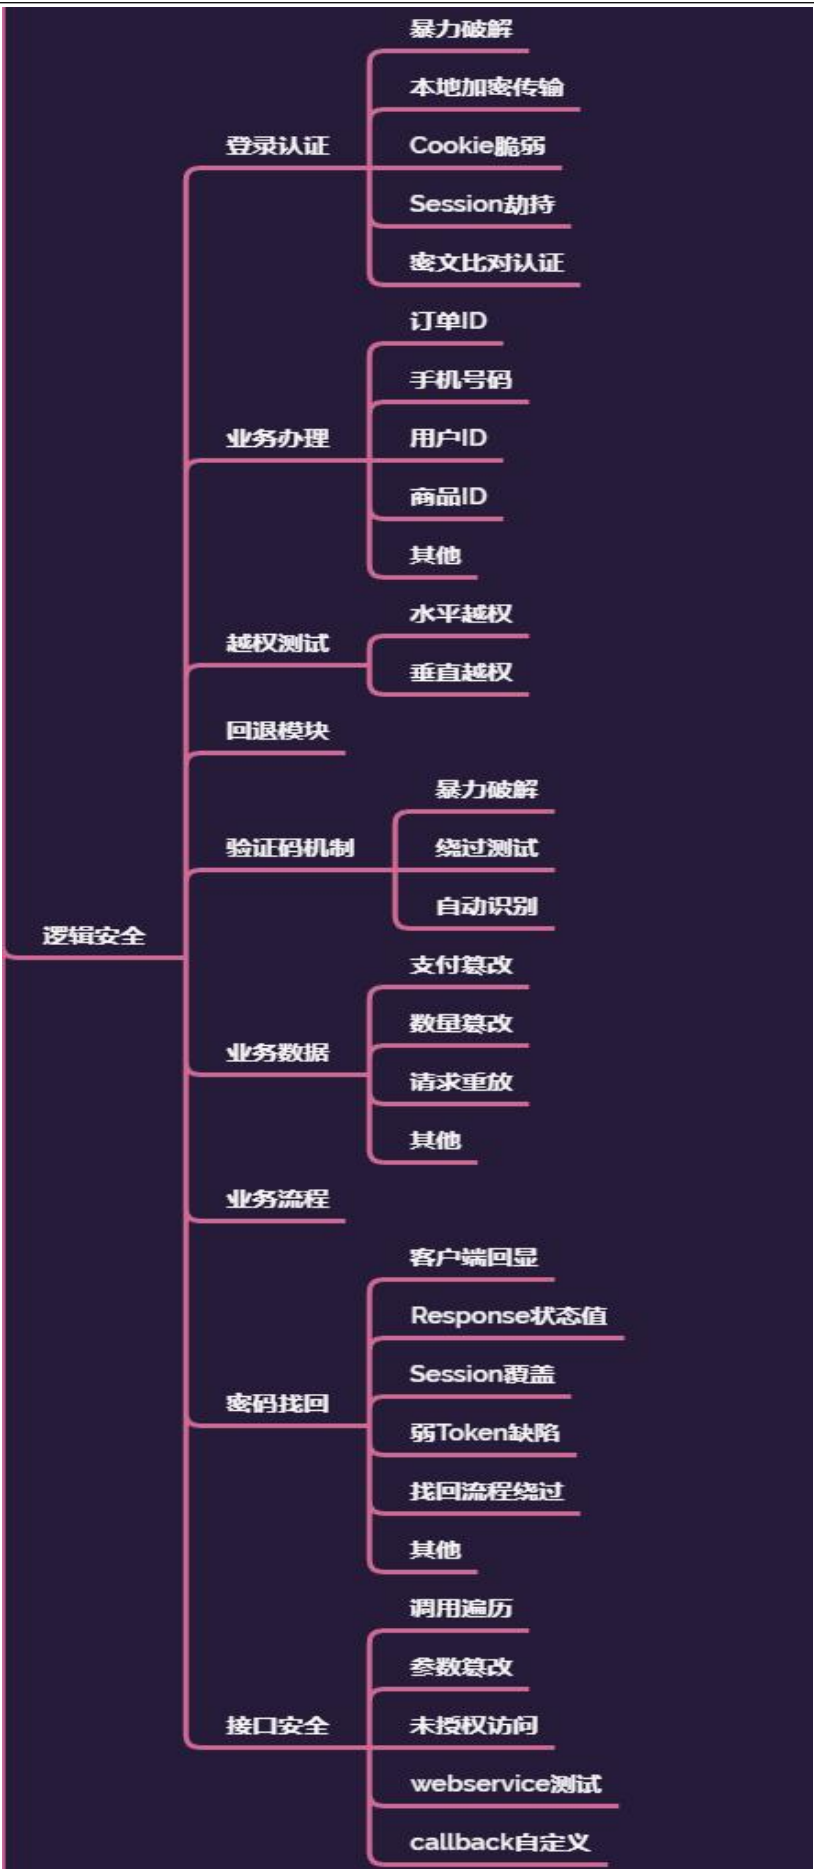 逻辑安全
登录认证
暴力破解
本地加密传输
Cookie脆弱
Session劫持
密文比对认证
业务办理
订单ID
手机号码
用户ID
商品ID
其他
越权测试
水平越权
垂直越权
回退模块
验证码机制
暴力破解
绕过测试
自动识别
业务数据
支付篡改
数量篡改
请求重放
其他
业务流程
密码找回
客户端回显
Response状态值
Session覆盖
弱Token缺陷
找回流程绕过
其他
接口安全
调用遍历
参数篡改
未授权访问
webservice测试
callback自定义